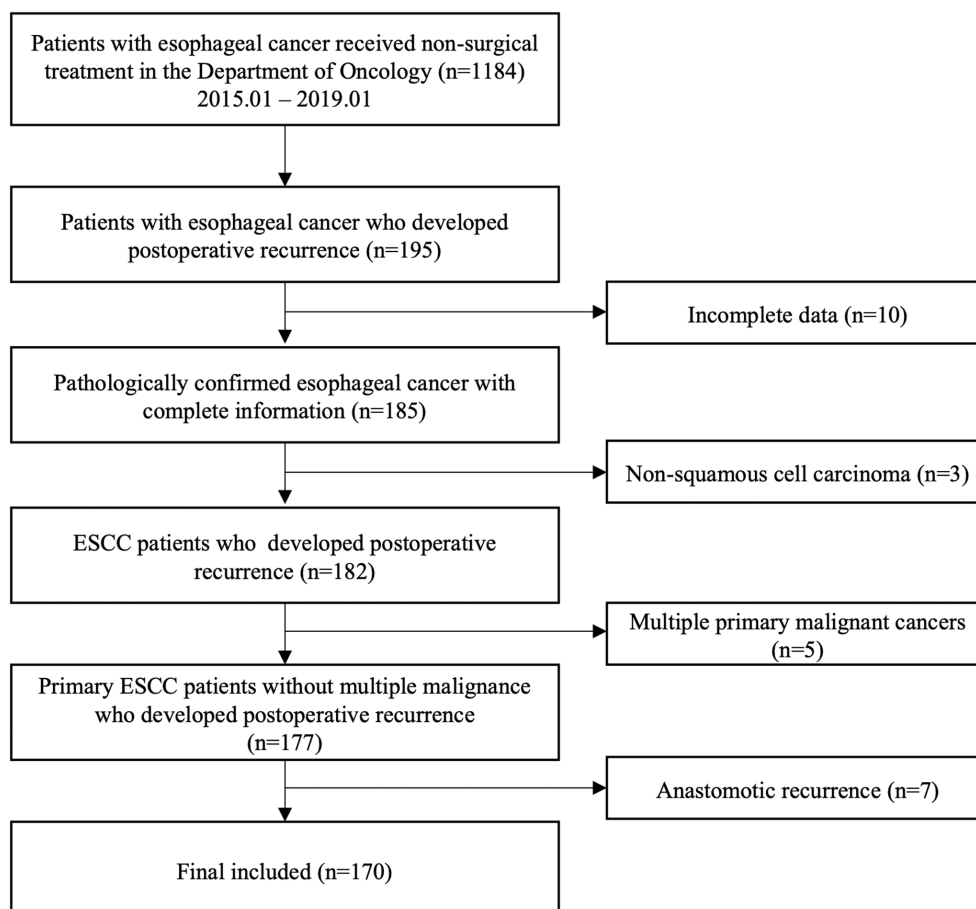 Patients with esophageal cancer received non-surgical
treatment in the Department of Oncology (n=1184)
2015.01 – 2019.01
Patients with esophageal cancer who developed
postoperative recurrence (n=195)
Incomplete data (n=10)
Pathologically confirmed esophageal cancer with
complete information (n=185)
Non-squamous cell carcinoma (n=3)
ESCC patients who  developed postoperative
recurrence (n=182)
Multiple primary malignant cancers
(n=5)
Primary ESCC patients without multiple malignance
who developed postoperative recurrence
(n=177)
Anastomotic recurrence (n=7)
Final included (n=170)